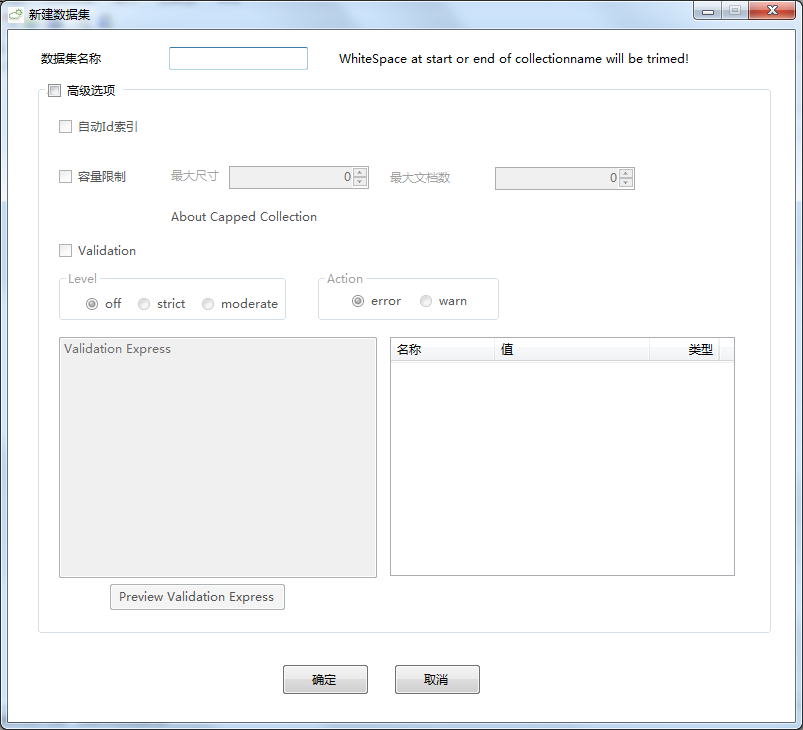 新建数据集
数据集名称 WhiteSpace at start or end of collectionname will be trimed!
高级选项
自动Id索引
容量限制 最大尺寸 0 最大文档数 0
About Capped Collection
Validation
Level Action
off strict moderate error warn
Validation Express 名称 值 类型
Preview Validation Express
确定 取消